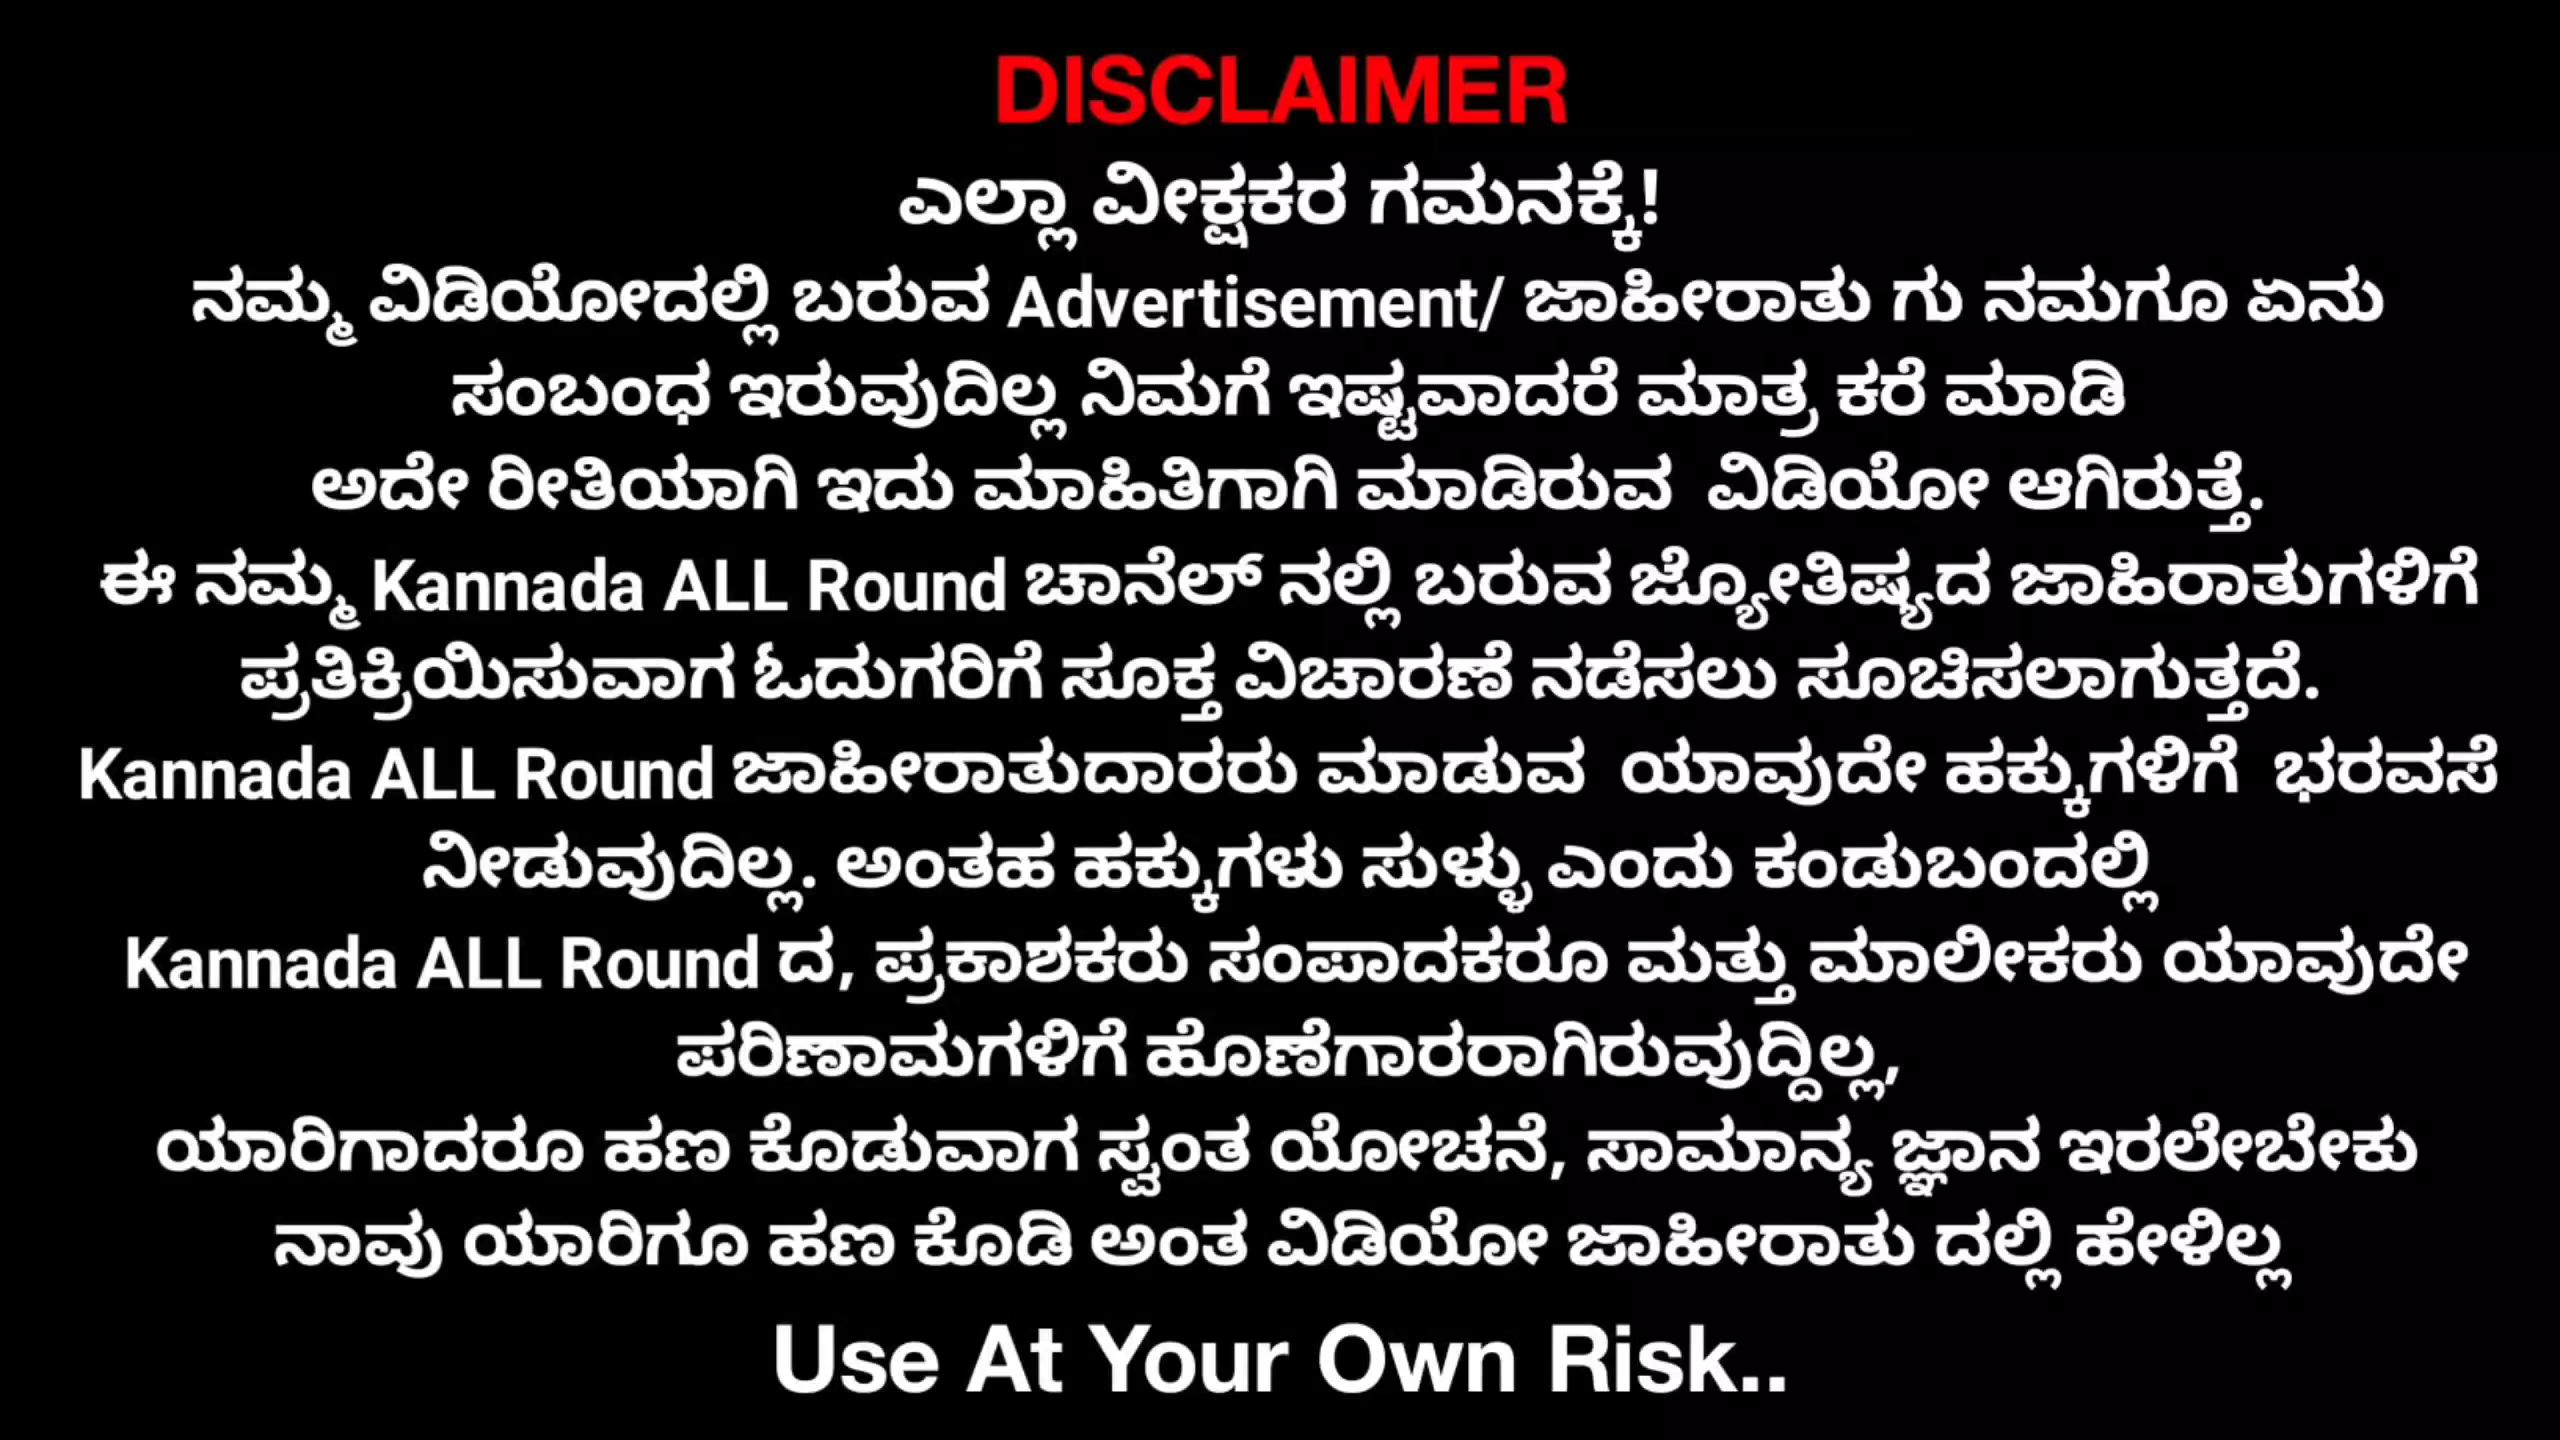 DISCLAIMER
ಎಲ್ಲಾ ವೀಕ್ಷಕರ ಗಮನಕ್ಕೆ!
ನಮ್ಮ ವಿಡಿಯೋದಲ್ಲಿ ಬರುವ Advertisement/ ಜಾಹೀರಾತು ಗು ನಮಗೂ ಏನು
ಸಂಬಂಧ ಇರುವುದಿಲ್ಲ ನಿಮಗೆ ಇಷ್ಟವಾದರೆ ಮಾತ್ರ ಕರೆ ಮಾಡಿ
ಅದೇ ರೀತಿಯಾಗಿ ಇದು ಮಾಹಿತಿಗಾಗಿ ಮಾಡಿರುವ ವಿಡಿಯೋ ಆಗಿರುತ್ತೆ.
ಈ ನಮ್ಮ Kannada ALL Round ಚಾನೆಲ್ ನಲ್ಲಿ ಬರುವ ಜ್ಯೋತಿಷ್ಯದ ಜಾಹಿರಾತುಗಳಿಗೆ
ಪ್ರತಿಕ್ರಿಯಿಸುವಾಗ ಓದುಗರಿಗೆ ಸೂಕ್ತ ವಿಚಾರಣೆ ನಡೆಸಲು ಸೂಚಿಸಲಾಗುತ್ತದೆ.
Kannada ALL Round ಜಾಹೀರಾತುದಾರರು ಮಾಡುವ ಯಾವುದೇ ಹಕ್ಕುಗಳಿಗೆ ಭರವಸೆ
ನೀಡುವುದಿಲ್ಲ. ಅಂತಹ ಹಕ್ಕುಗಳು ಸುಳ್ಳು ಎಂದು ಕಂಡುಬಂದಲ್ಲಿ
Kannada ALL Round ದ, ಪ್ರಕಾಶಕರು ಸಂಪಾದಕರೂ ಮತ್ತು ಮಾಲೀಕರು ಯಾವುದೇ
ಪರಿಣಾಮಗಳಿಗೆ ಹೊಣೆಗಾರರಾಗಿರುವುದ್ದಿಲ್ಲ,
ಯಾರಿಗಾದರೂ ಹಣ ಕೊಡುವಾಗ ಸ್ವಂತ ಯೋಚನೆ, ಸಾಮಾನ್ಯ ಜ್ಞಾನ ಇರಲೇಬೇಕು
ನಾವು ಯಾರಿಗೂ ಹಣ ಕೊಡಿ ಅಂತ ವಿಡಿಯೋ ಜಾಹೀರಾತು ದಲ್ಲಿ ಹೇಳಿಲ್ಲ
Use At Your Own Risk..